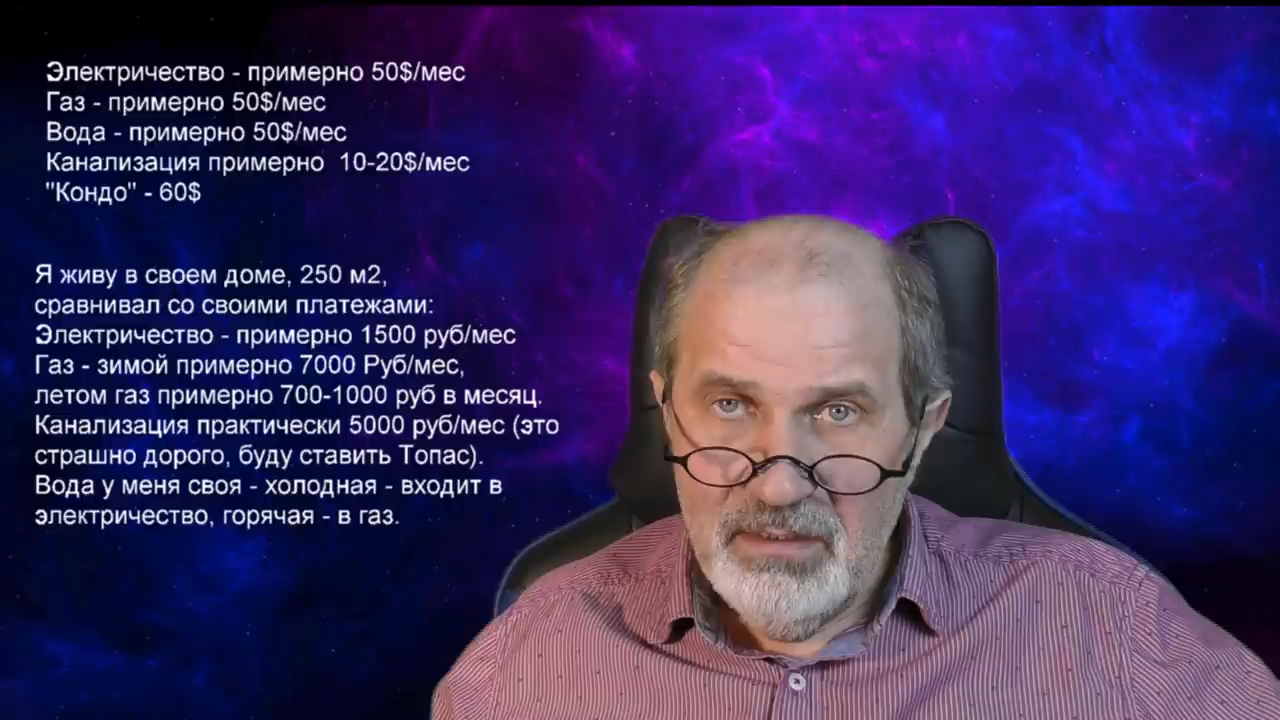 Электричество - примерно 50$/мес
Газ - примерно 50$/мес
Вода - примерно 50$/мес
Канализация примерно 10-20$/мес
"Кондо" - 60$
Я живу в своем доме, 250 м2,
сравнивал со своими платежами:
Электричество - примерно 1500 руб/мес
Газ - зимой примерно 7000 Руб/мес,
летом газ примерно 700-1000 руб в месяц.
Канализация практически 5000 руб/мес (это
страшно дорого, буду ставить Топас).
Вода у меня своя - холодная - входит в
электричество, горячая - в газ.